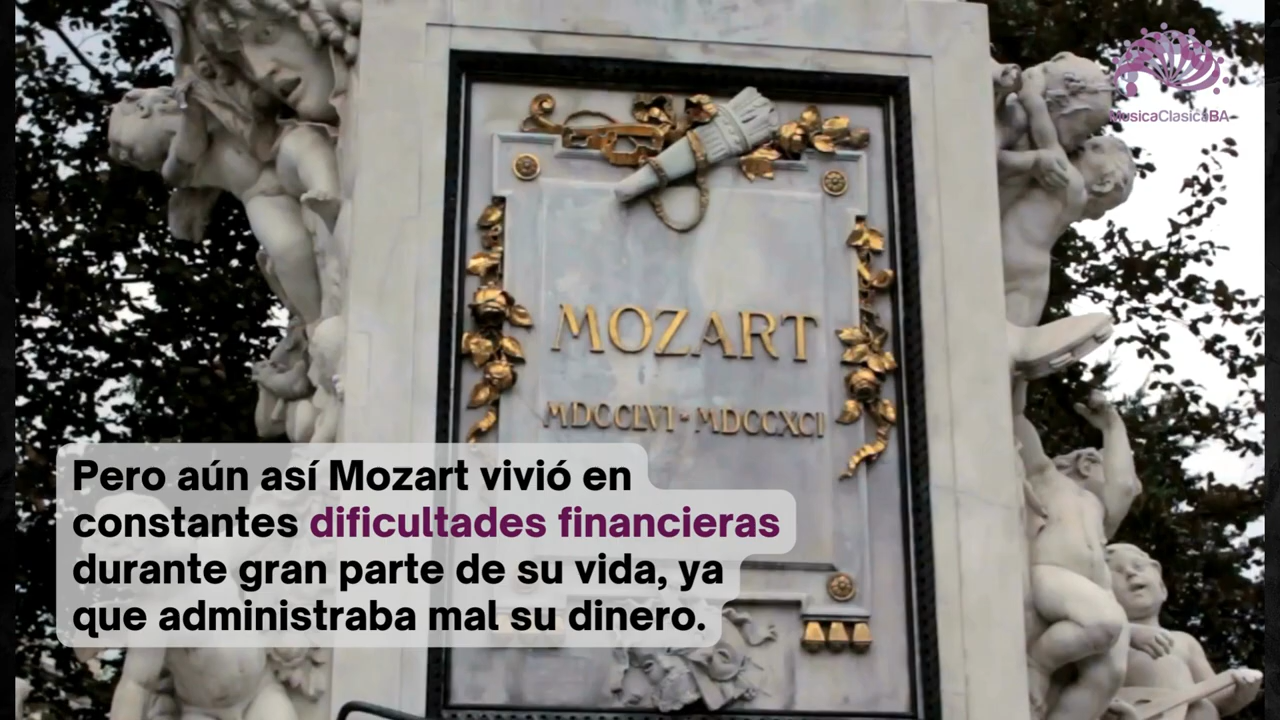 MusicaClasicaBA
MOZART
MDCCLVI - MDCCXCI
Pero aún así Mozart vivió en
constantes dificultades financieras
durante gran parte de su vida, ya
que administraba mal su dinero.